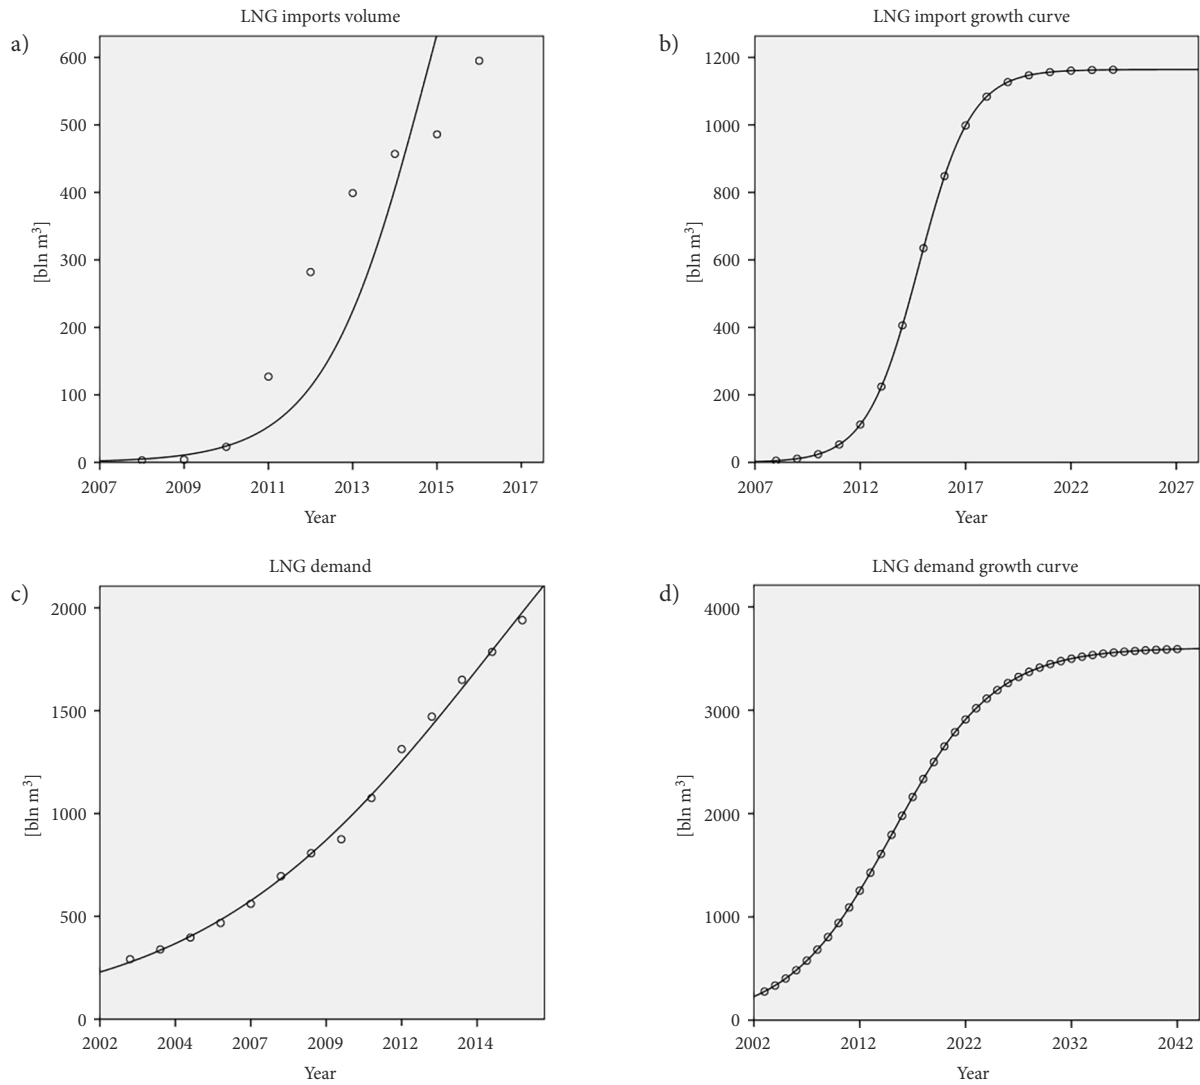 LNG imports volume
a)
600
500
400
300
200
100
0
[bln m³]
2007 2009 2011 2013 2015 2017
Year
LNG import growth curve
b)
1200
1000
800
600
400
200
0
[bln m³]
2007 2012 2017 2022 2027
Year
LNG demand
c)
2000
1500
1000
500
0
[bln m³]
2002 2004 2007 2009 2012 2014
Year
LNG demand growth curve
d)
4000
3000
2000
1000
0
[bln m³]
2002 2012 2022 2032 2042
Year